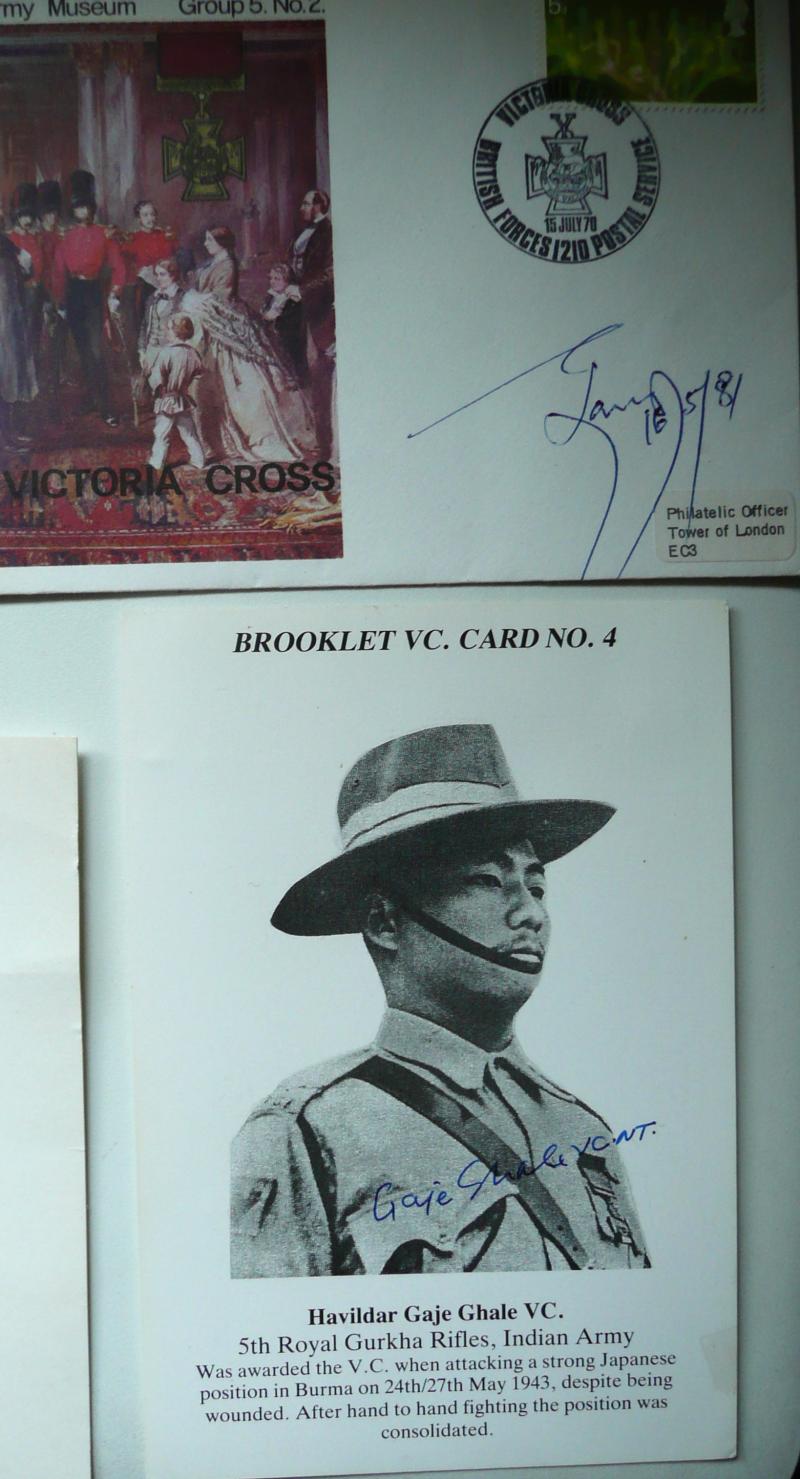 my Museum Group 5. No. 2.
5p
VICTORIA CROSS
BRITISH FORCES 1210 POSTAL SERVICE
15 JULY 70
VICTORIA CROSS
16/5/81
Philatelic Officer
Tower of London
EC3
BROOKLET VC. CARD NO. 4
Gaje Ghale VC. NT.
Havildar Gaje Ghale VC.
5th Royal Gurkha Rifles, Indian Army
Was awarded the V.C. when attacking a strong Japanese
position in Burma on 24th/27th May 1943, despite being
wounded. After hand to hand fighting the position was
consolidated.